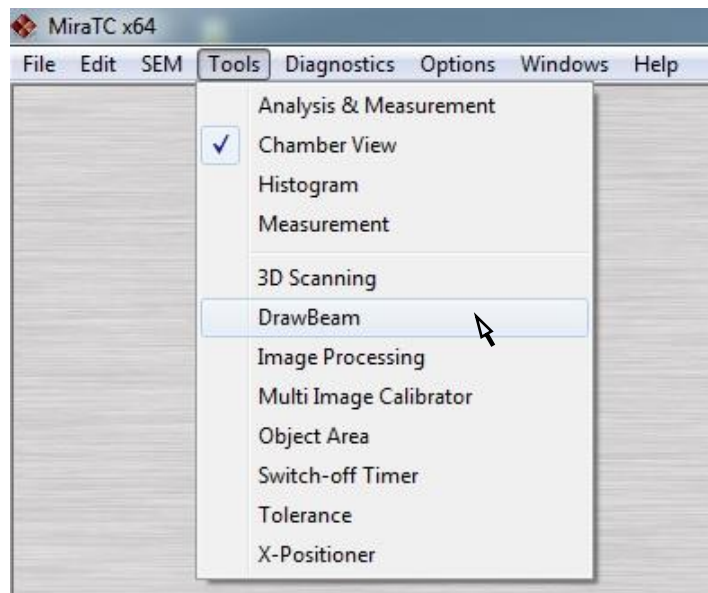 MiraTC x64
File Edit SEM Tools Diagnostics Options Windows Help
Analysis & Measurement
Chamber View
Histogram
Measurement
3D Scanning
DrawBeam
Image Processing
Multi Image Calibrator
Object Area
Switch-off Timer
Tolerance
X-Positioner